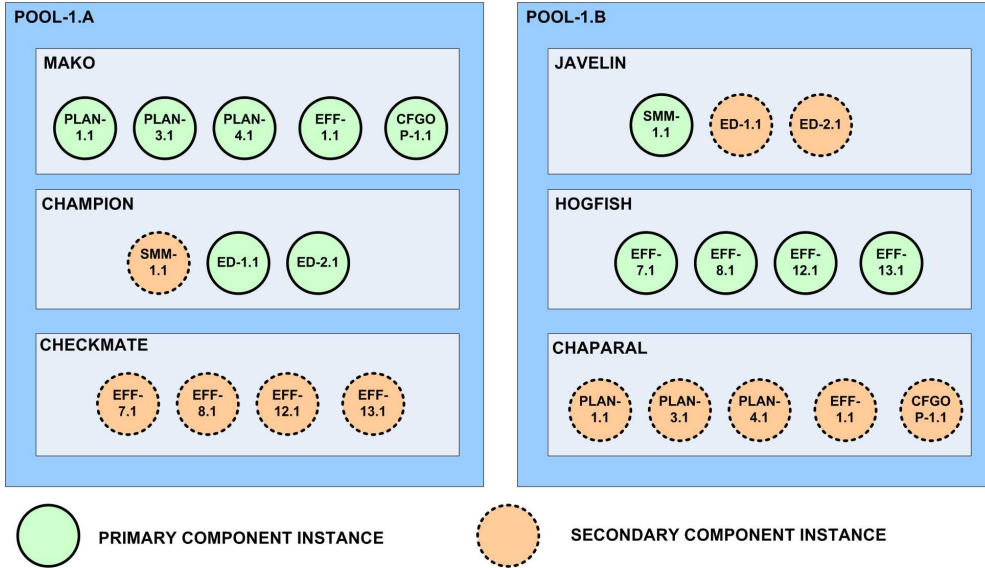 POOL-1.A
MAKO
PLAN-
1.1
PLAN-
3.1
PLAN-
4.1
EFF-
1.1
CFGO
P-1.1
CHAMPION
SMM-
1.1
ED-1.1
ED-2.1
CHECKMATE
EFF-
7.1
EFF-
8.1
EFF-
12.1
EFF-
13.1
POOL-1.B
JAVELIN
SMM-
1.1
ED-1.1
ED-2.1
HOGFISH
EFF-
7.1
EFF-
8.1
EFF-
12.1
EFF-
13.1
CHAPARAL
PLAN-
1.1
PLAN-
3.1
PLAN-
4.1
EFF-
1.1
CFGO
P-1.1
PRIMARY COMPONENT INSTANCE
SECONDARY COMPONENT INSTANCE